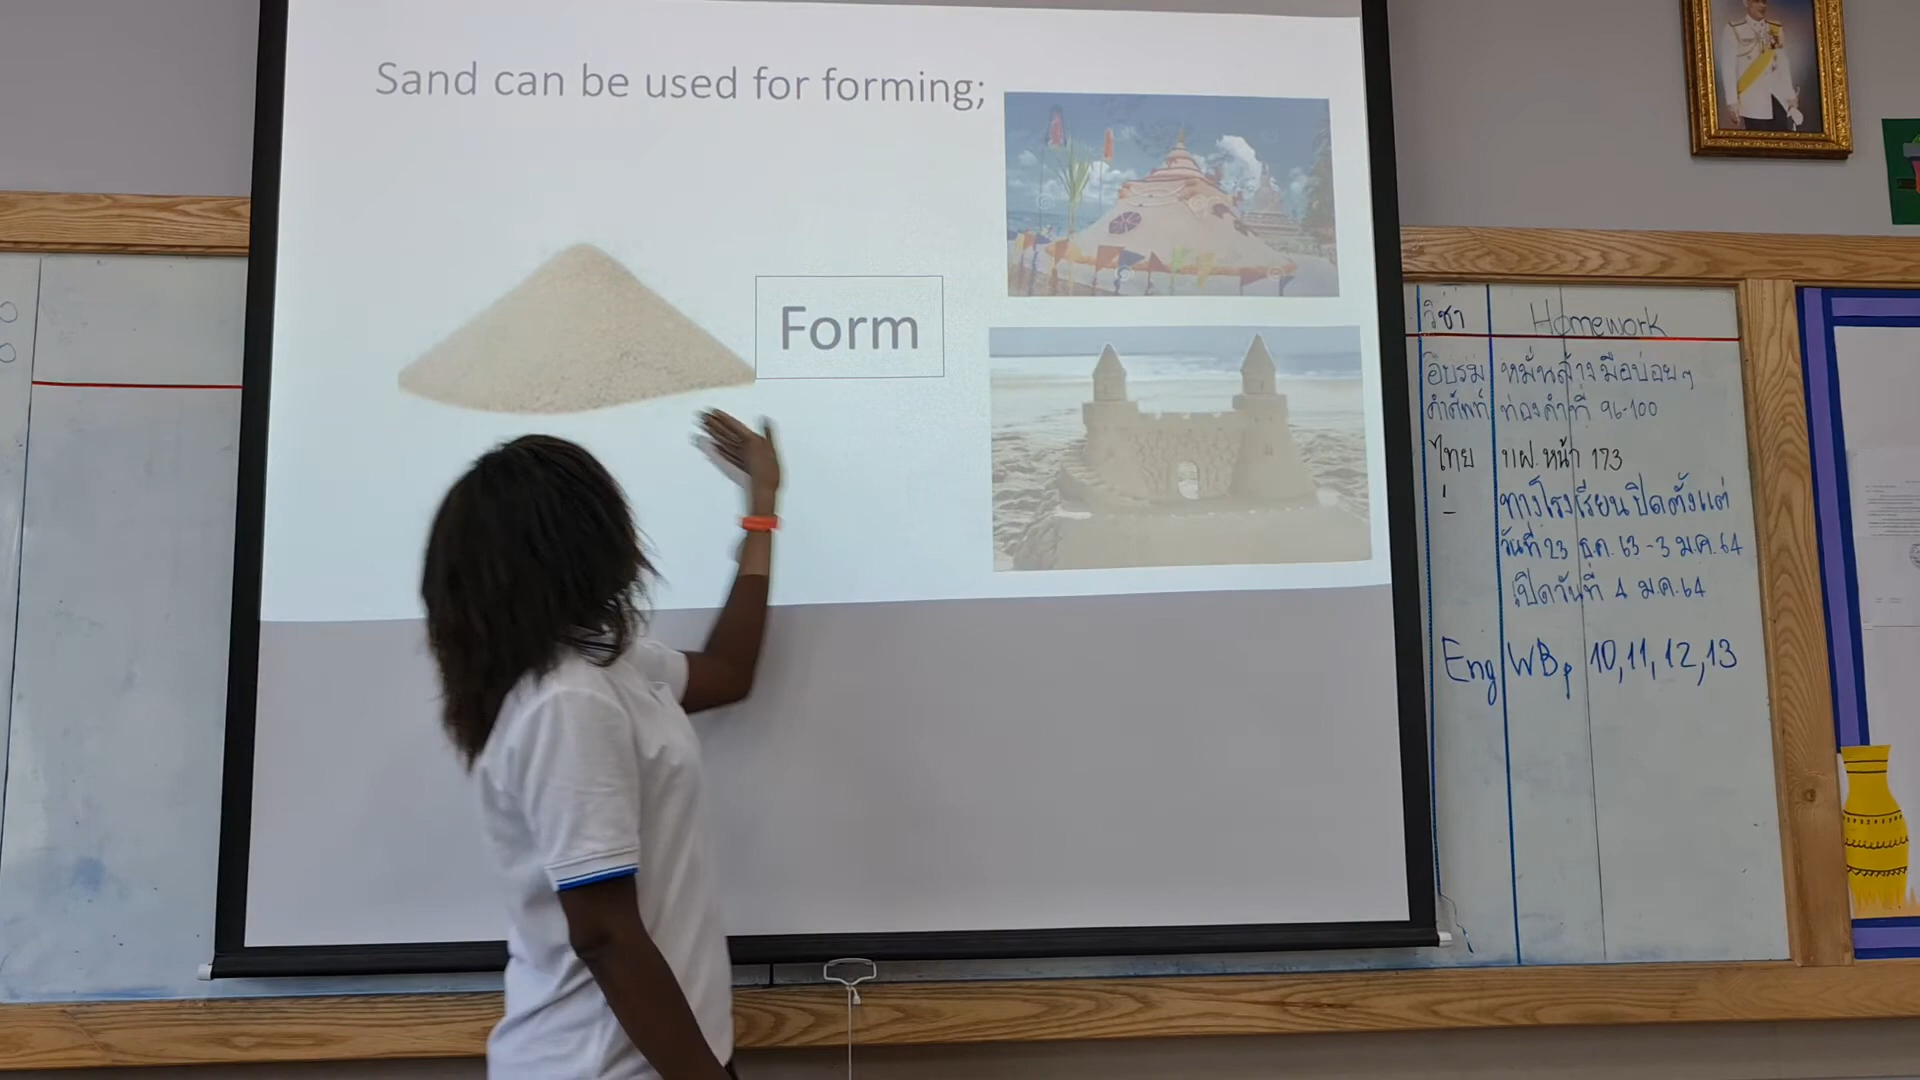 Sand can be used for forming;
Form
วิชา Homework
อบรม หมั่นล้างมือบ่อยๆ
คำศัพท์ ท่องคำที่ 96-100
ไทย แฝ.หน้า 173
! ทางโรงเรียนปิดตั้งแต่
วันที่ 23 ธ.ค. 63 - 3 ม.ค. 64
เปิดวันที่ 4 ม.ค. 64
Eng WBp 10,11,12,13